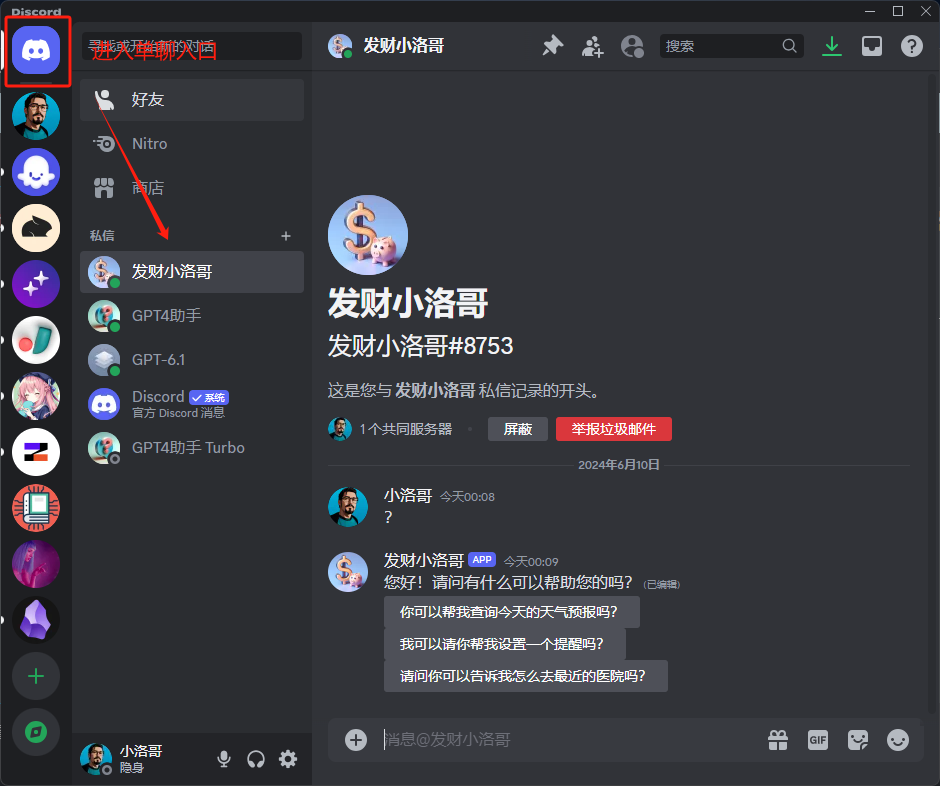 Discord
寻找或开始新的对话
进入单聊入口
好友
Nitro
商店
私信
发财小洛哥
GPT4助手
GPT-6.1
Discord 系统
官方 Discord 消息
GPT4助手 Turbo
小洛哥
隐身
发财小洛哥
搜索
发财小洛哥
发财小洛哥#8753
这是您与 发财小洛哥 私信记录的开头。
1个共同服务器
屏蔽
举报垃圾邮件
2024年6月10日
小洛哥 今天00:08
?
发财小洛哥 APP 今天00:09
您好！请问有什么可以帮助您的吗？ (已编辑)
你可以帮我查询今天的天气预报吗？
我可以请你帮我设置一个提醒吗？
请问你可以告诉我怎么去最近的医院吗？
消息@发财小洛哥
GIF